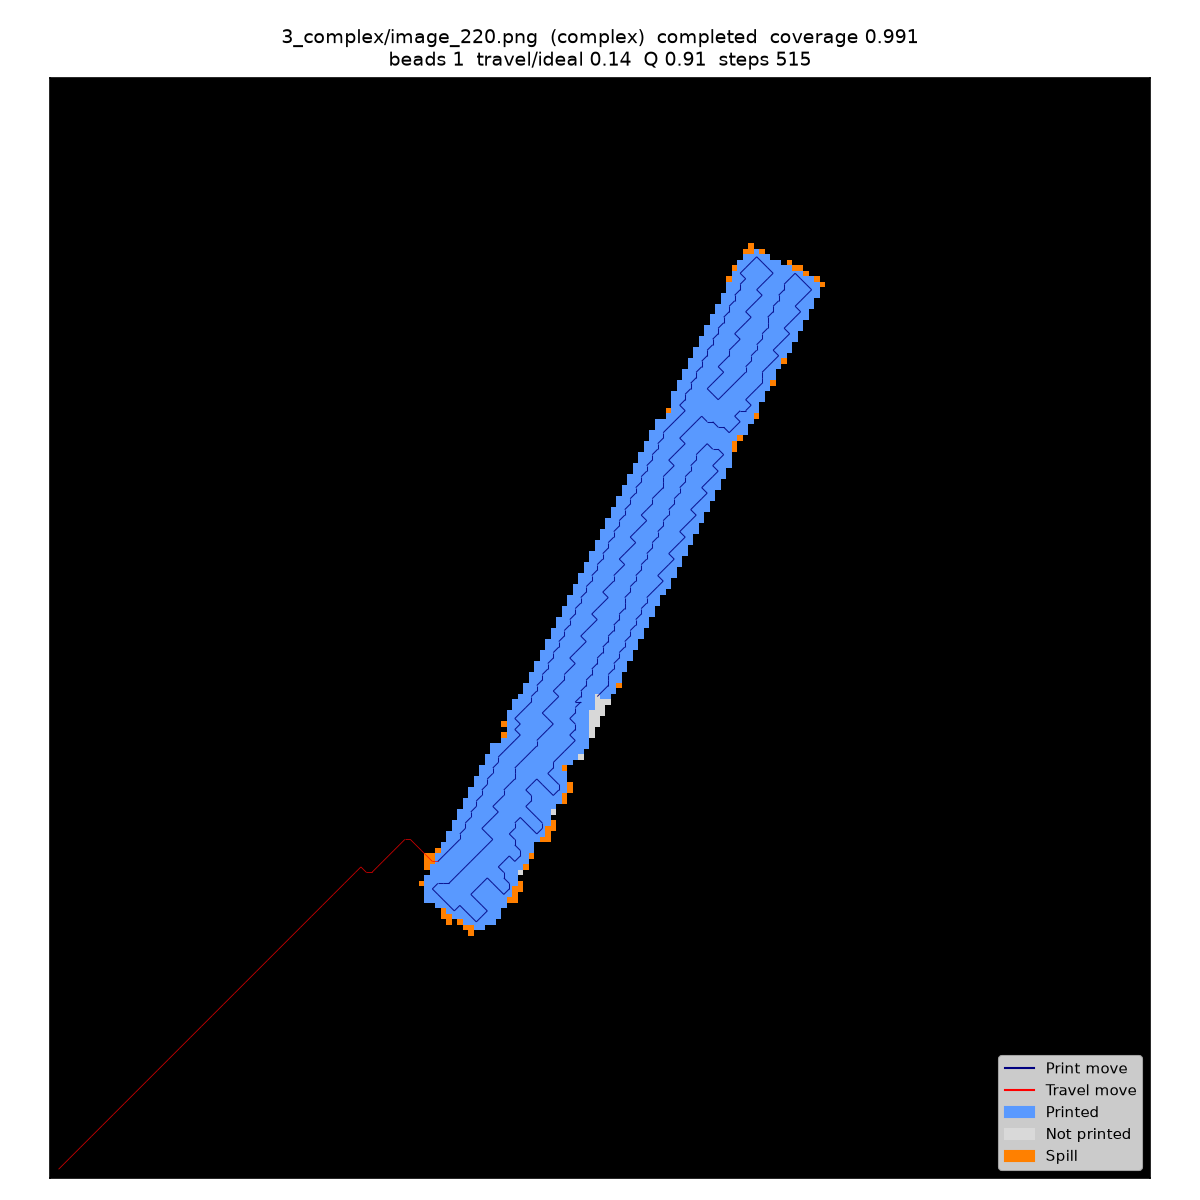 3_complex/image_220.png  (complex)  completed  coverage 0.991
beads 1  travel/ideal 0.14  Q 0.91  steps 515
Print move
Travel move
Printed
Not printed
Spill